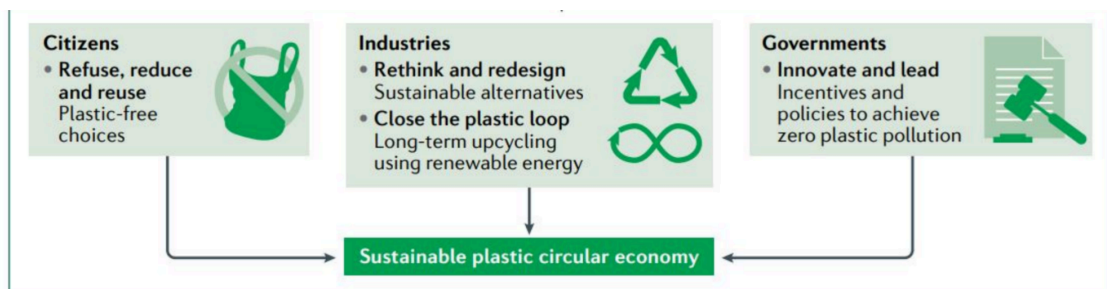 Citizens
• Refuse, reduce
and reuse
Plastic-free
choices
Industries
• Rethink and redesign
Sustainable alternatives
• Close the plastic loop
Long-term upcycling
using renewable energy
Governments
• Innovate and lead
Incentives and
policies to achieve
zero plastic pollution
Sustainable plastic circular economy